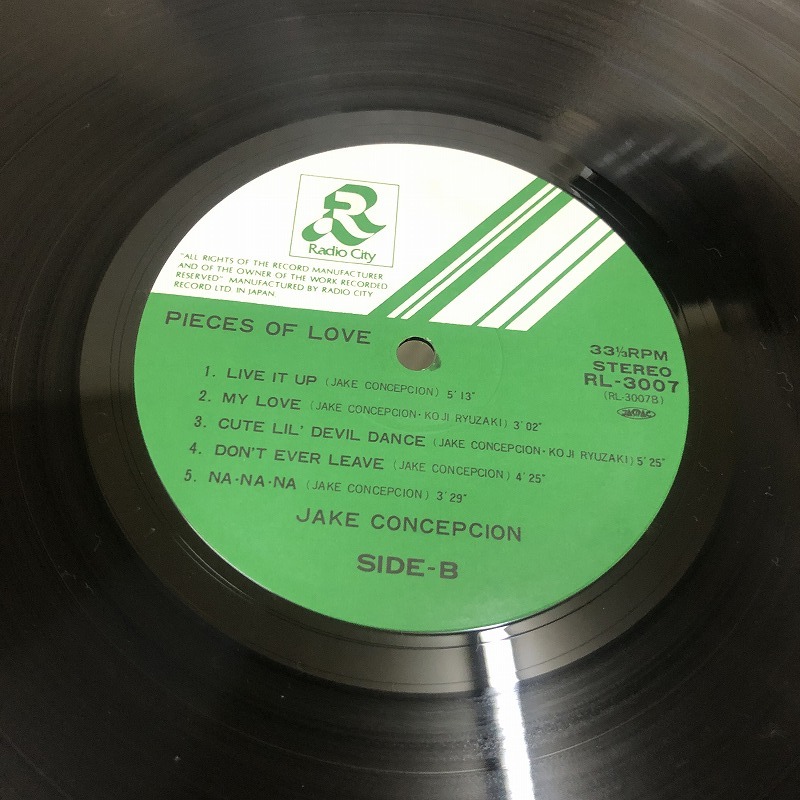 R
Radio City
"ALL RIGHTS OF THE RECORD MANUFACTURER
AND OF THE OWNER OF THE WORK RECORDED
RESERVED" MANUFACTURED BY RADIO CITY
RECORD LTD. IN JAPAN
PIECES OF LOVE
33⅓RPM
STEREO
RL-3007
(RL-3007B)
JASRAC
1. LIVE IT UP (JAKE CONCEPCION) 5'13"
2. MY LOVE (JAKE CONCEPCION・KOJI RYUZAKI) 3'02"
3. CUTE LIL' DEVIL DANCE (JAKE CONCEPCION・KOJI RYUZAKI) 5'25"
4. DON'T EVER LEAVE (JAKE CONCEPCION) 4'25"
5. NA・NA・NA (JAKE CONCEPCION) 3'29"
JAKE CONCEPCION
SIDE-B